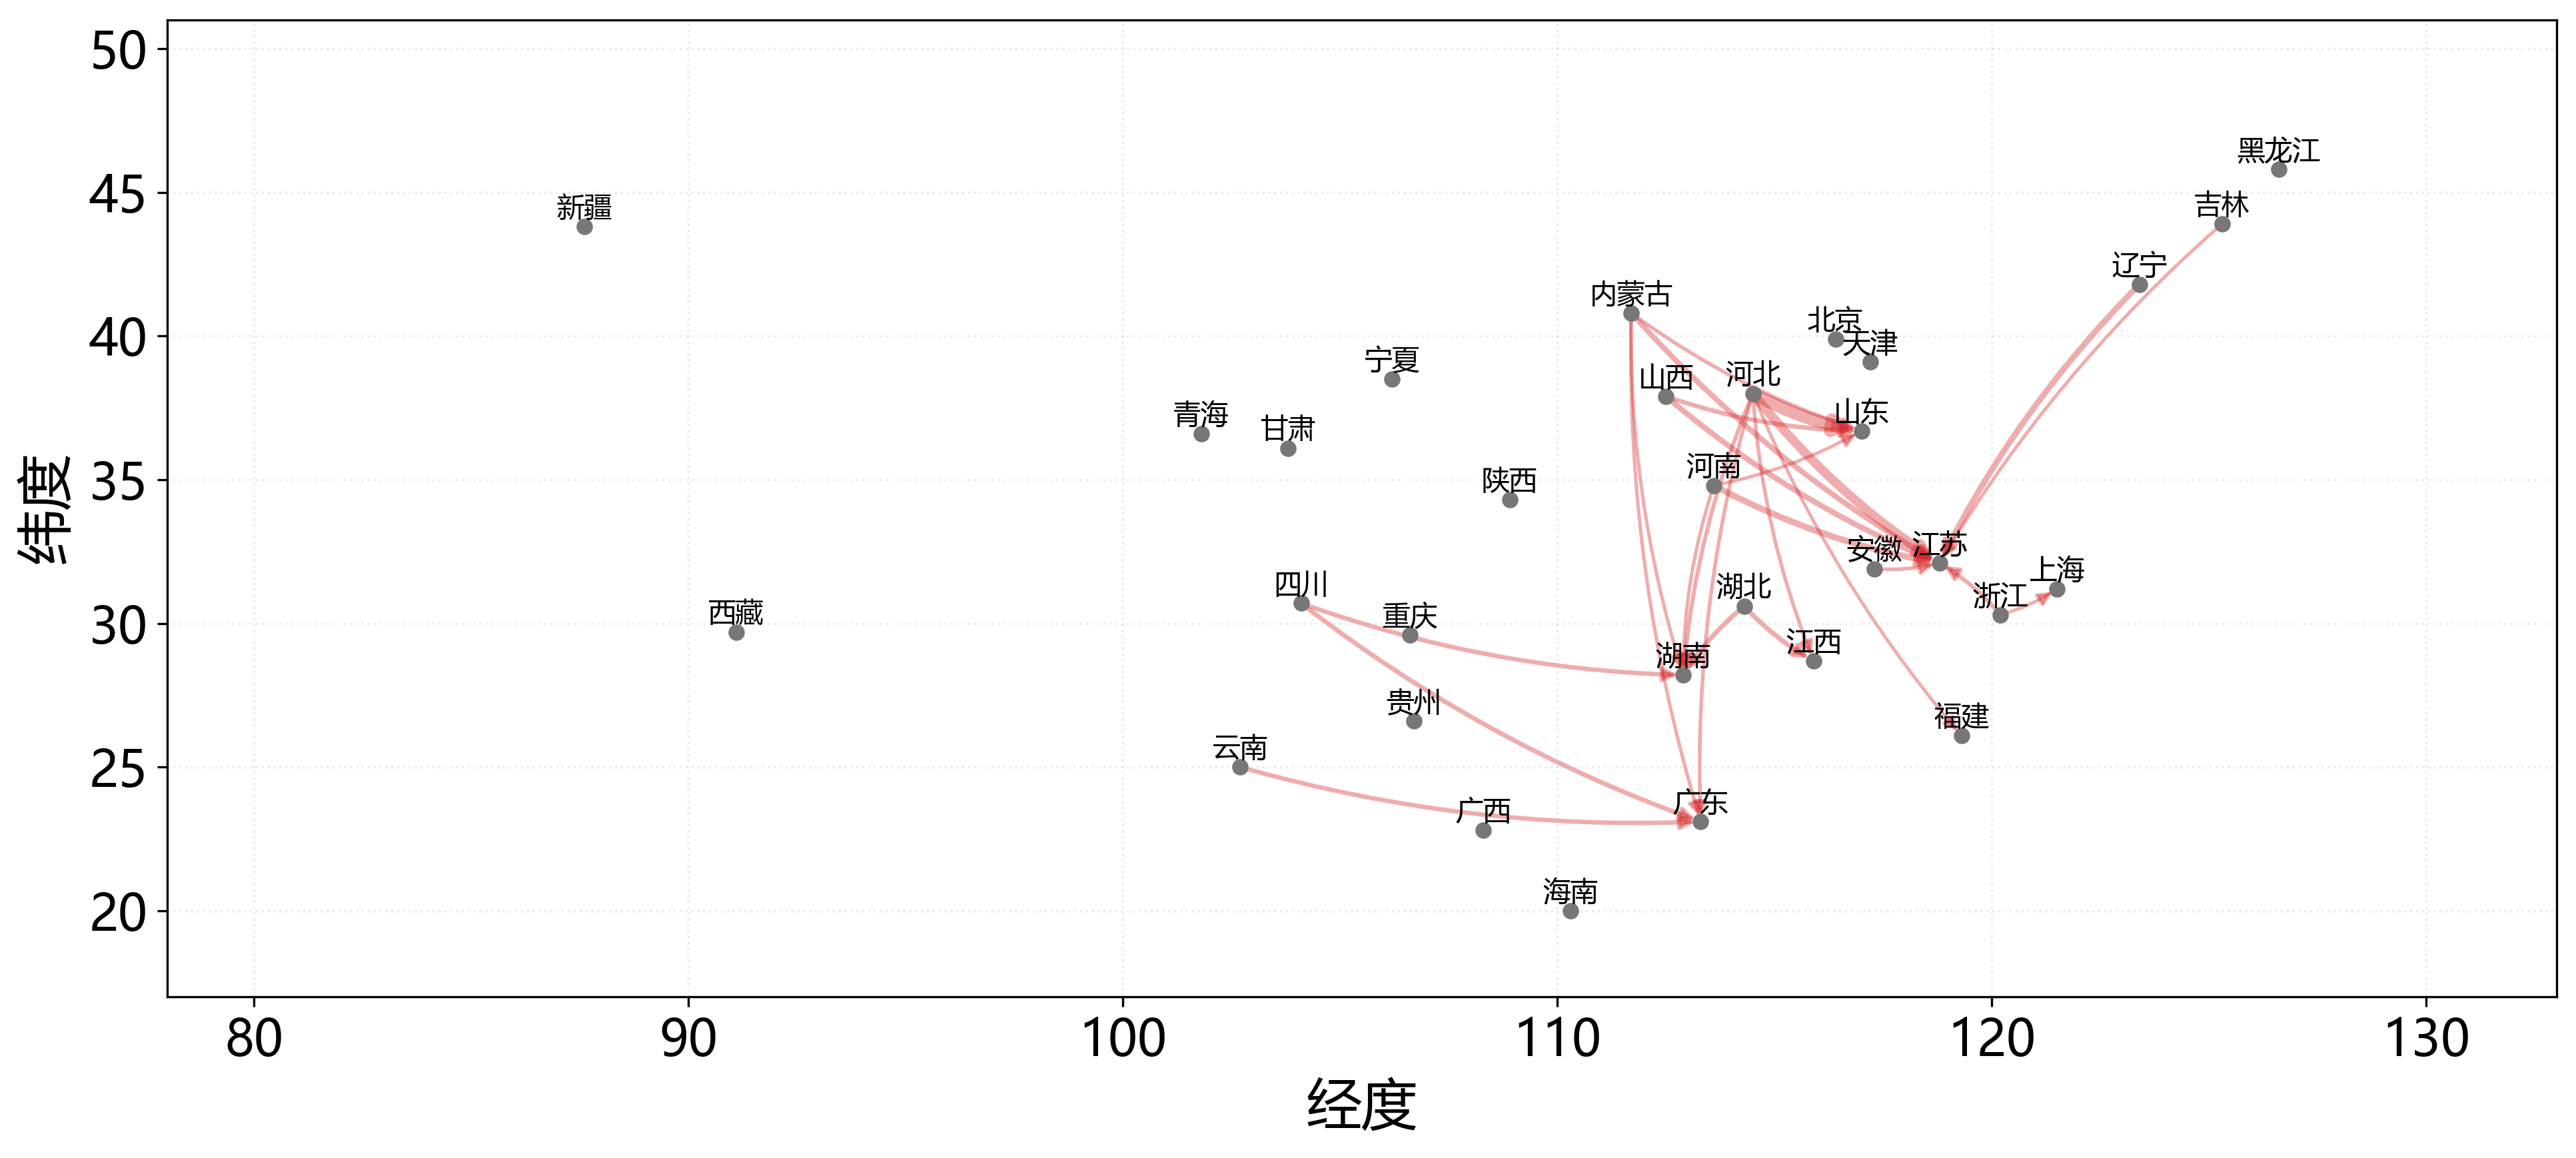 纬度
50
45
40
35
30
25
20
黑龙江
吉林
新疆
辽宁
内蒙古
北京
天津
宁夏
山西
河北
青海
甘肃
山东
陕西
河南
安徽
江苏
上海
四川
湖北
浙江
西藏
重庆
湖南
江西
贵州
福建
云南
广西
广东
海南
80
90
100
110
120
130
经度